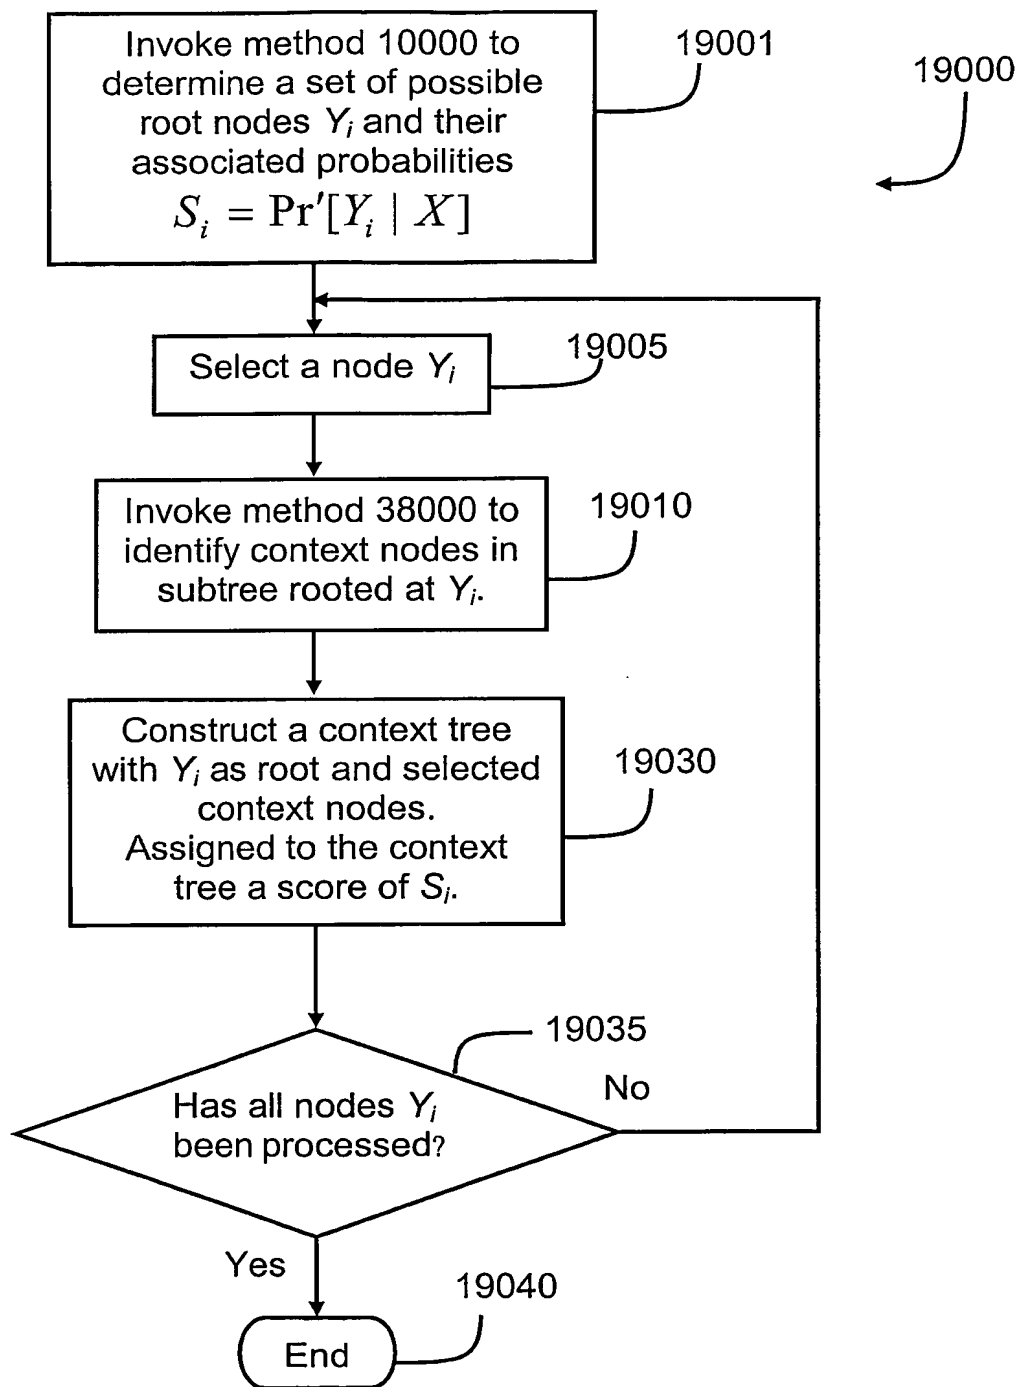 Invoke method 10000 to
determine a set of possible
root nodes Yᵢ and their
associated probabilities
Sᵢ = Pr′[Yᵢ | X]
19001
19000
Select a node Yᵢ
19005
Invoke method 38000 to
identify context nodes in
subtree rooted at Yᵢ.
19010
Construct a context tree
with Yᵢ as root and selected
context nodes.
Assigned to the context
tree a score of Sᵢ.
19030
19035
Has all nodes Yᵢ
been processed?
No
Yes
19040
End